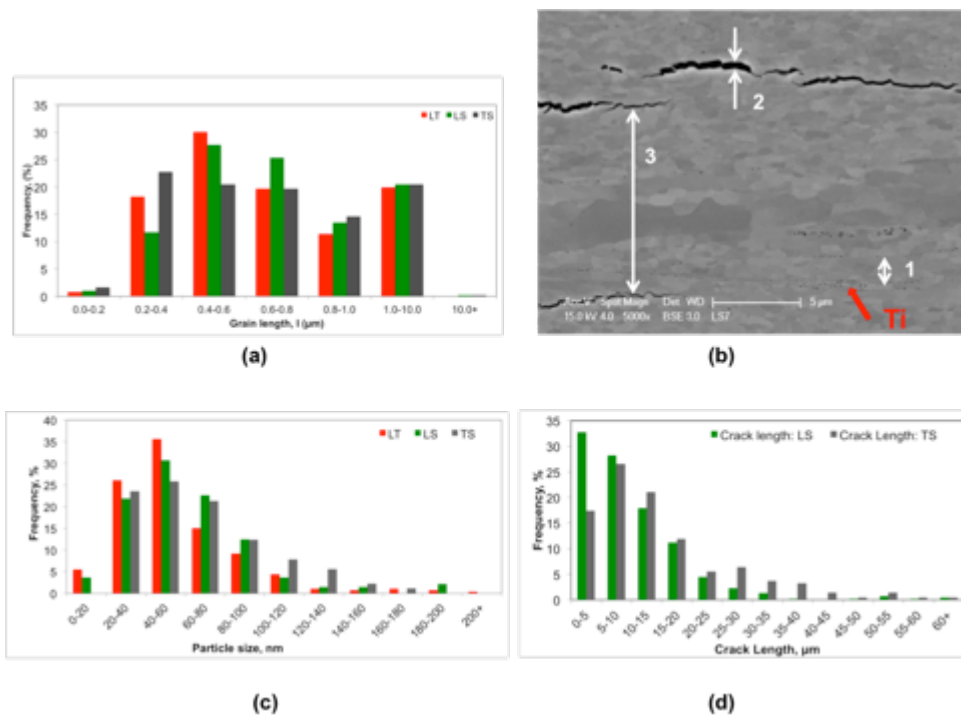 LT LS TS
35
30
25
20
15
10
5
0
Frequency, (%)
0.0-0.2 0.2-0.4 0.4-0.6 0.6-0.8 0.8-1.0 1.0-10.0 10.0+
Grain length, l (μm)
(a)
2
3
1
Acc.V Spot Magn Det WD 5 μm
15.0 kV 4.0 5000x BSE 3.0 LS7
Ti
(b)
LT LS TS
40
35
30
25
20
15
10
5
0
Frequency, %
0-20 20-40 40-60 60-80 80-100 100-120 120-140 140-160 160-180 180-200 200+
Particle size, nm
(c)
Crack length: LS Crack Length: TS
35
30
25
20
15
10
5
0
Frequency, %
0-5 5-10 10-15 15-20 20-25 25-30 30-35 35-40 40-45 45-50 50-55 55-60 60+
Crack Length, μm
(d)